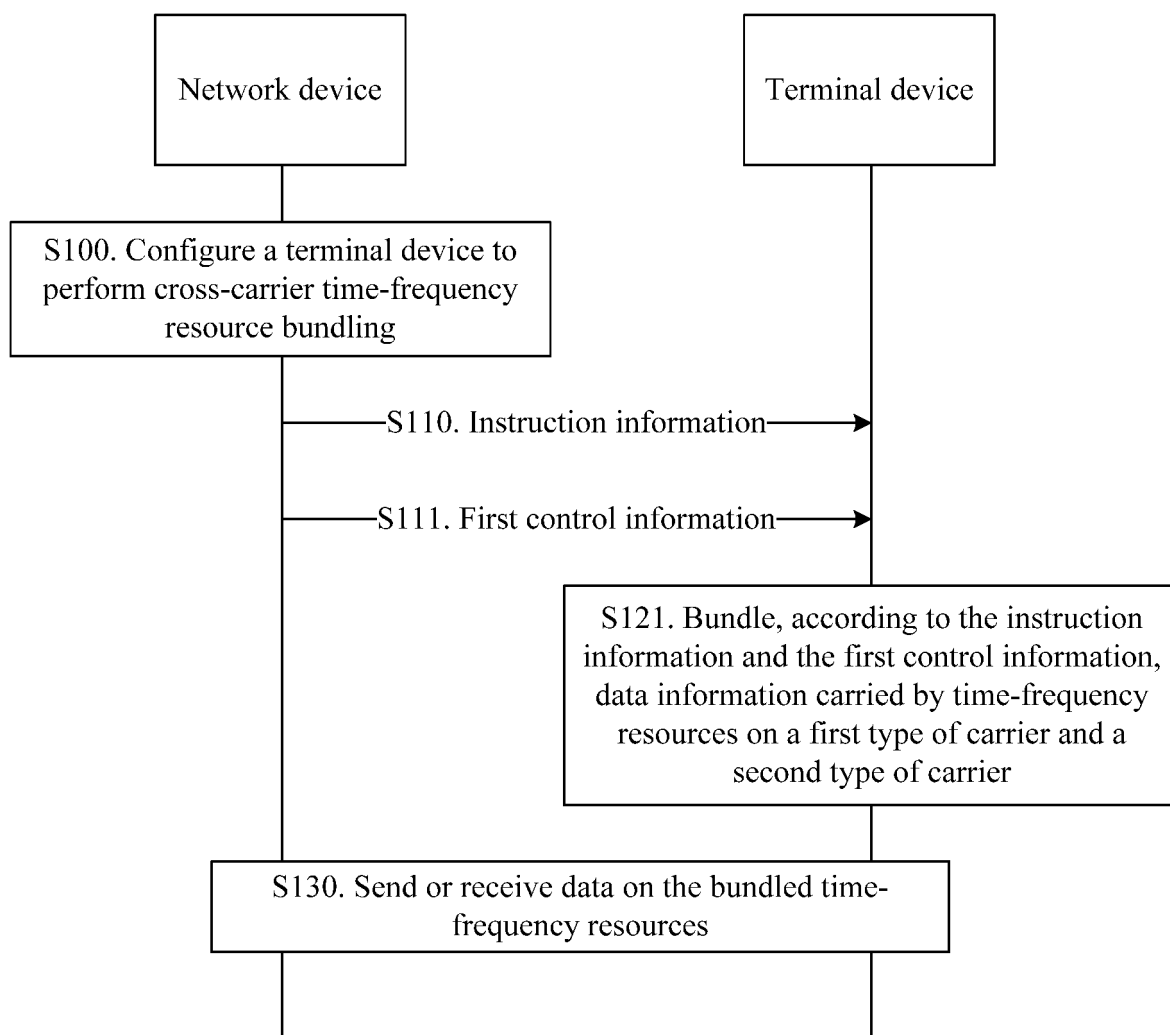 Network device
Terminal device
S100. Configure a terminal device to
perform cross-carrier time-frequency
resource bundling
S110. Instruction information
S111. First control information
S121. Bundle, according to the instruction
information and the first control information,
data information carried by time-frequency
resources on a first type of carrier and a
second type of carrier
S130. Send or receive data on the bundled time-
frequency resources